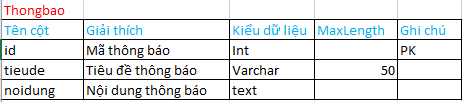 Thongbao
Tên cột Giải thích Kiểu dữ liệu MaxLength Ghi chú
id Mã thông báo Int PK
tieude Tiêu đề thông báo Varchar 50
noidung Nội dung thông báo text